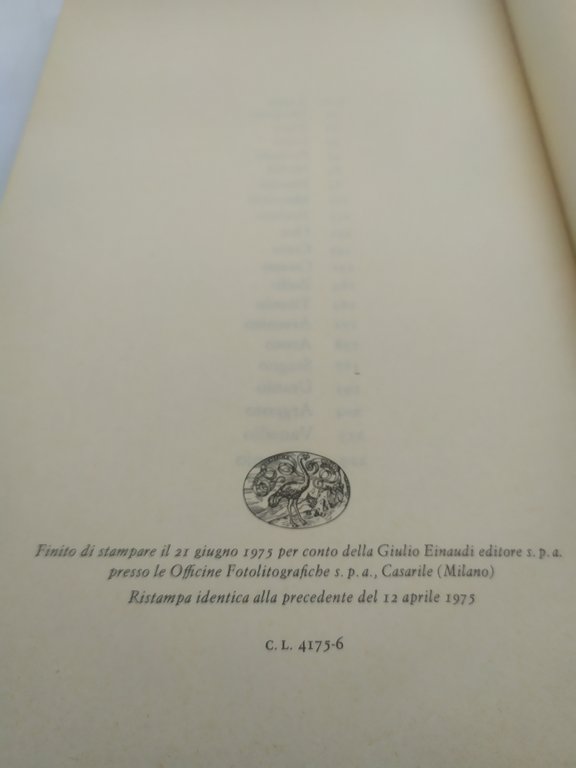 Finito di stampare il 21 giugno 1975 per conto della Giulio Einaudi editore s. p. a.
presso le Officine Fotolitografiche s. p. a., Casarile (Milano)
Ristampa identica alla precedente del 12 aprile 1975
C. L. 4175-6